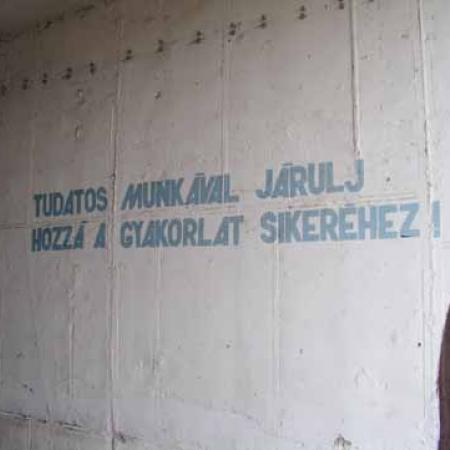 TUDATOS MUNKÁVAL JÁRULJ
HOZZÁ A GYAKORLAT SIKERÉHEZ!